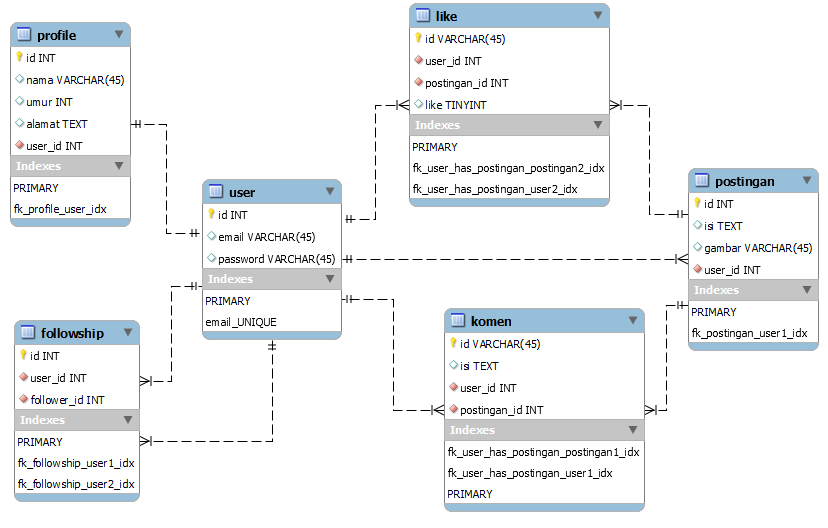 profile
id INT
nama VARCHAR(45)
umur INT
alamat TEXT
user_id INT
Indexes
PRIMARY
fk_profile_user_idx
like
id VARCHAR(45)
user_id INT
postingan_id INT
like TINYINT
Indexes
PRIMARY
fk_user_has_postingan_postingan2_idx
fk_user_has_postingan_user2_idx
user
id INT
email VARCHAR(45)
password VARCHAR(45)
Indexes
PRIMARY
email_UNIQUE
postingan
id INT
isi TEXT
gambar VARCHAR(45)
user_id INT
Indexes
PRIMARY
fk_postingan_user1_idx
followship
id INT
user_id INT
follower_id INT
Indexes
PRIMARY
fk_followship_user1_idx
fk_followship_user2_idx
komen
id VARCHAR(45)
isi TEXT
user_id INT
postingan_id INT
Indexes
fk_user_has_postingan_postingan1_idx
fk_user_has_postingan_user1_idx
PRIMARY